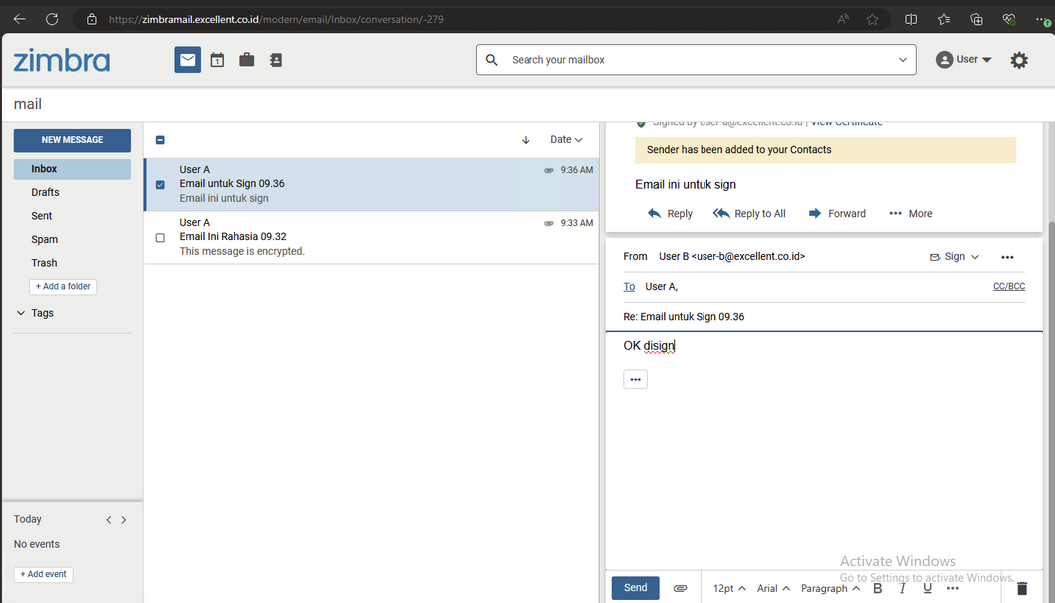 https://zimbramail.excellent.co.id/modern/email/Inbox/conversation/-279
zimbra
1
Search your mailbox
User
mail
NEW MESSAGE
Inbox
Drafts
Sent
Spam
Trash
+ Add a folder
Tags
Today
No events
+ Add event
Date
User A
9:36 AM
Email untuk Sign 09.36
Email ini untuk sign
User A
9:33 AM
Email Ini Rahasia 09.32
This message is encrypted.
Signed by user-a@excellent.co.id | View Certificate
Sender has been added to your Contacts
Email ini untuk sign
Reply
Reply to All
Forward
More
From User B <user-b@excellent.co.id>
Sign
To User A,
CC/BCC
Re: Email untuk Sign 09.36
OK disign
Activate Windows
Go to Settings to activate Windows.
Send
12pt
Arial
Paragraph
B I U